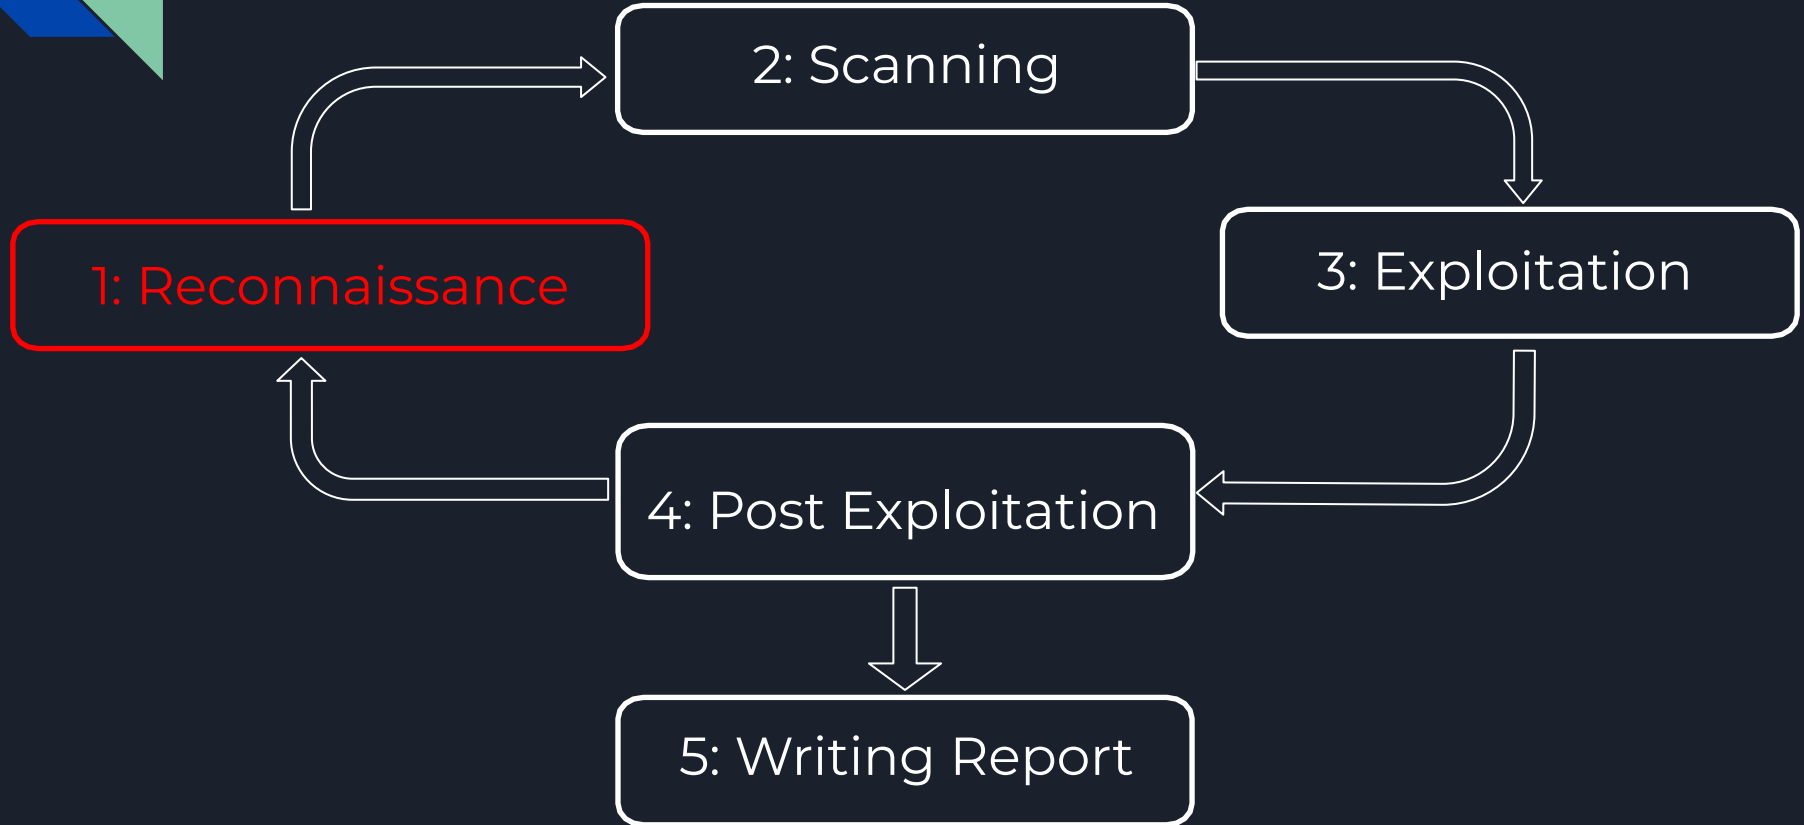 2: Scanning
1: Reconnaissance
3: Exploitation
4: Post Exploitation
5: Writing Report